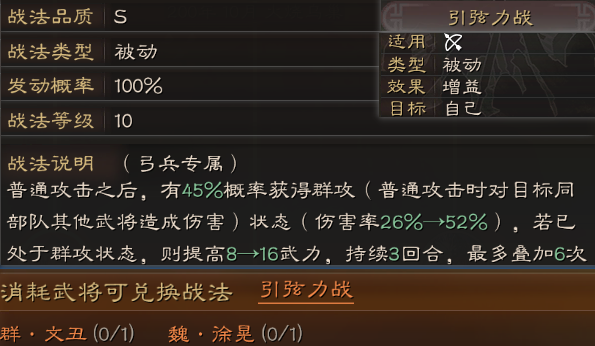 战法品质 S
引弦力战
适用
战法类型 被动
类型 被动
发动概率 100%
效果 增益
战法等级 10
目标 自己
战法说明 （弓兵专属）
普通攻击之后，有45%概率获得群攻（普通攻击时对目标同
部队其他武将造成伤害）状态（伤害率26%→52%），若已
处于群攻状态，则提高8→16武力，持续3回合，最多叠加6次
消耗武将可兑换战法 引弦力战
群·文丑(0/1) 魏·徐晃(0/1)